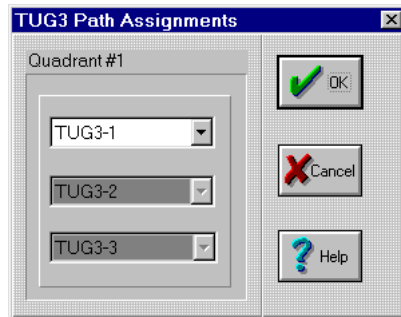 TUG3 Path Assignments
Quadrant #1
TUG3-1
TUG3-2
TUG3-3
OK
Cancel
Help